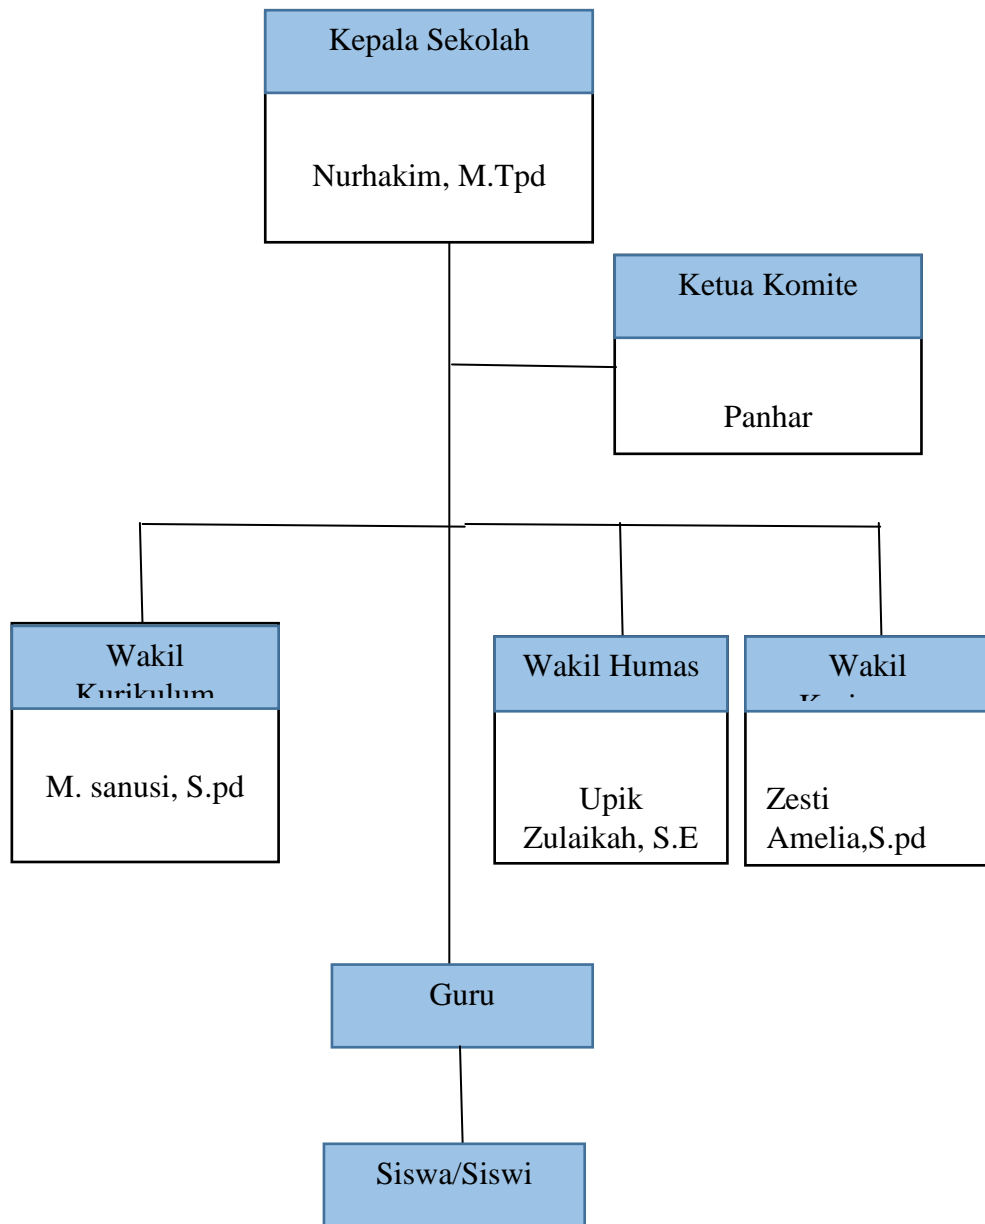 Kepala Sekolah
Nurhakim, M.Tpd
Ketua Komite
Panhar
Wakil
Kurikulum
M. sanusi, S.pd
Wakil Humas
Upik
Zulaikah, S.E
Wakil
Zesti
Amelia,S.pd
Guru
Siswa/Siswi